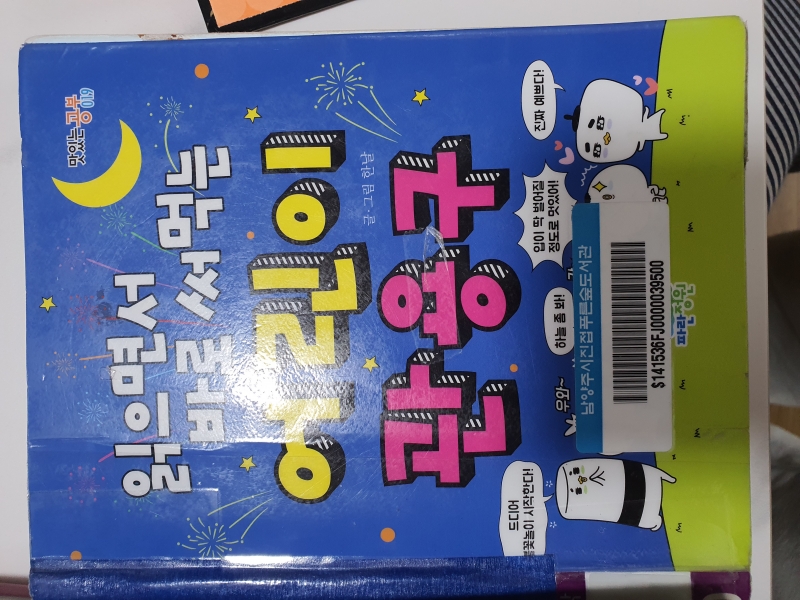 맛있는 공부 019
읽으면서
바로 써먹는
어린이
관용구
글·그림 한날
진짜 예쁘다!
입이 딱 벌어질
정도로 멋있어!
하늘 좀 봐!
우와~
드디어
불꽃놀이 시작한다!
남양주시진접푸른숲도서관
$141536FJ0000039500
파란정원